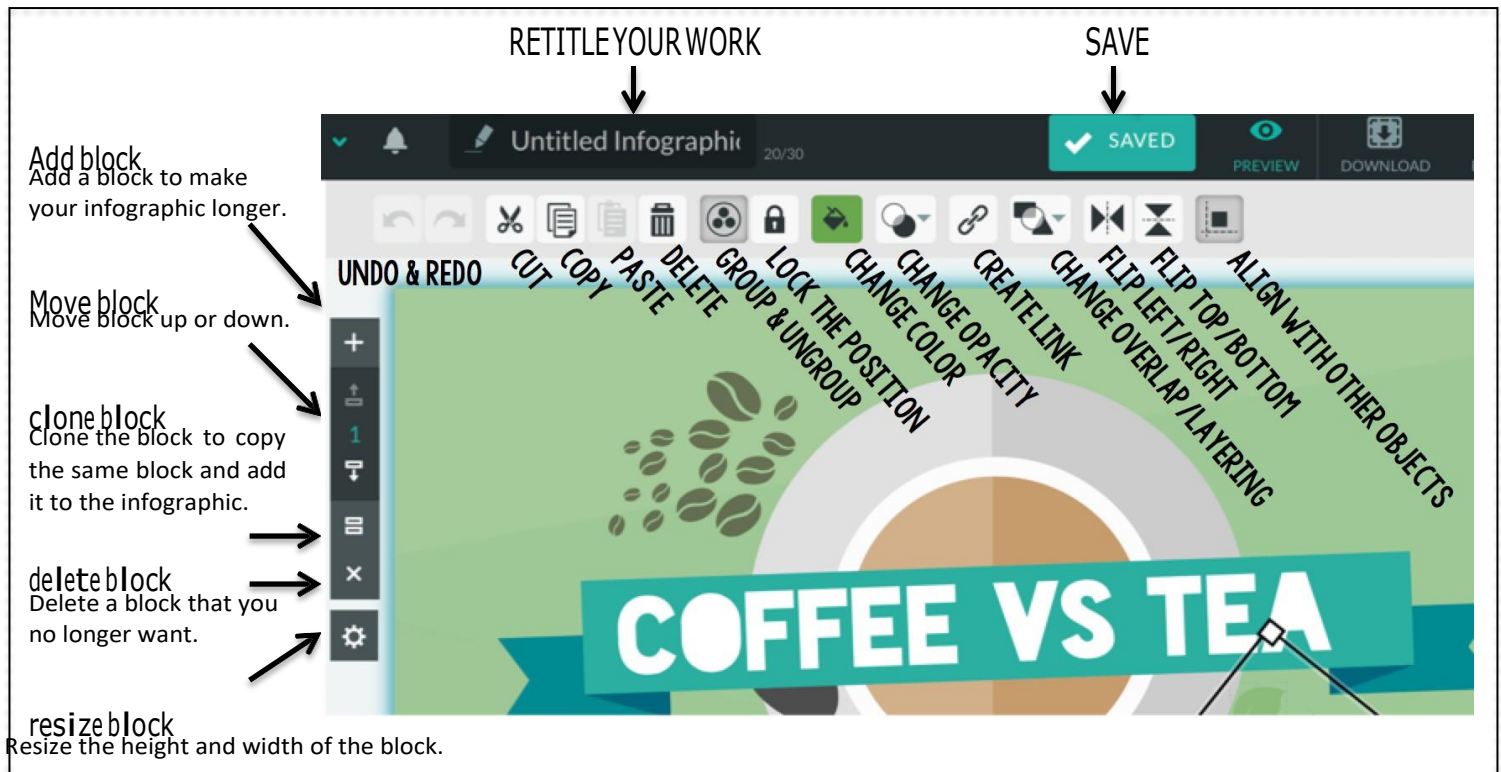 RETITLE YOUR WORK
SAVE
Untitled Infographi
20/30
SAVED
PREVIEW
DOWNLOAD
Add block
Add a block to make
your infographic longer.
Move block
Move block up or down.
clone block
Clone the block to copy
the same block and add
it to the infographic.
delete block
Delete a block that you
no longer want.
resize block
Resize the height and width of the block.
UNDO & REDO
CUT
COPY
PASTE
DELETE
GROUP & UNGROUP
LOCK THE POSITION
CHANGE COLOR
CHANGE OPACITY
CREATE LINK
CHANGE OVERLAP/LAYERING
FLIP LEFT/RIGHT
FLIP TOP/BOTTOM
ALIGN WITH OTHER OBJECTS
1
COFFEE VS TEA